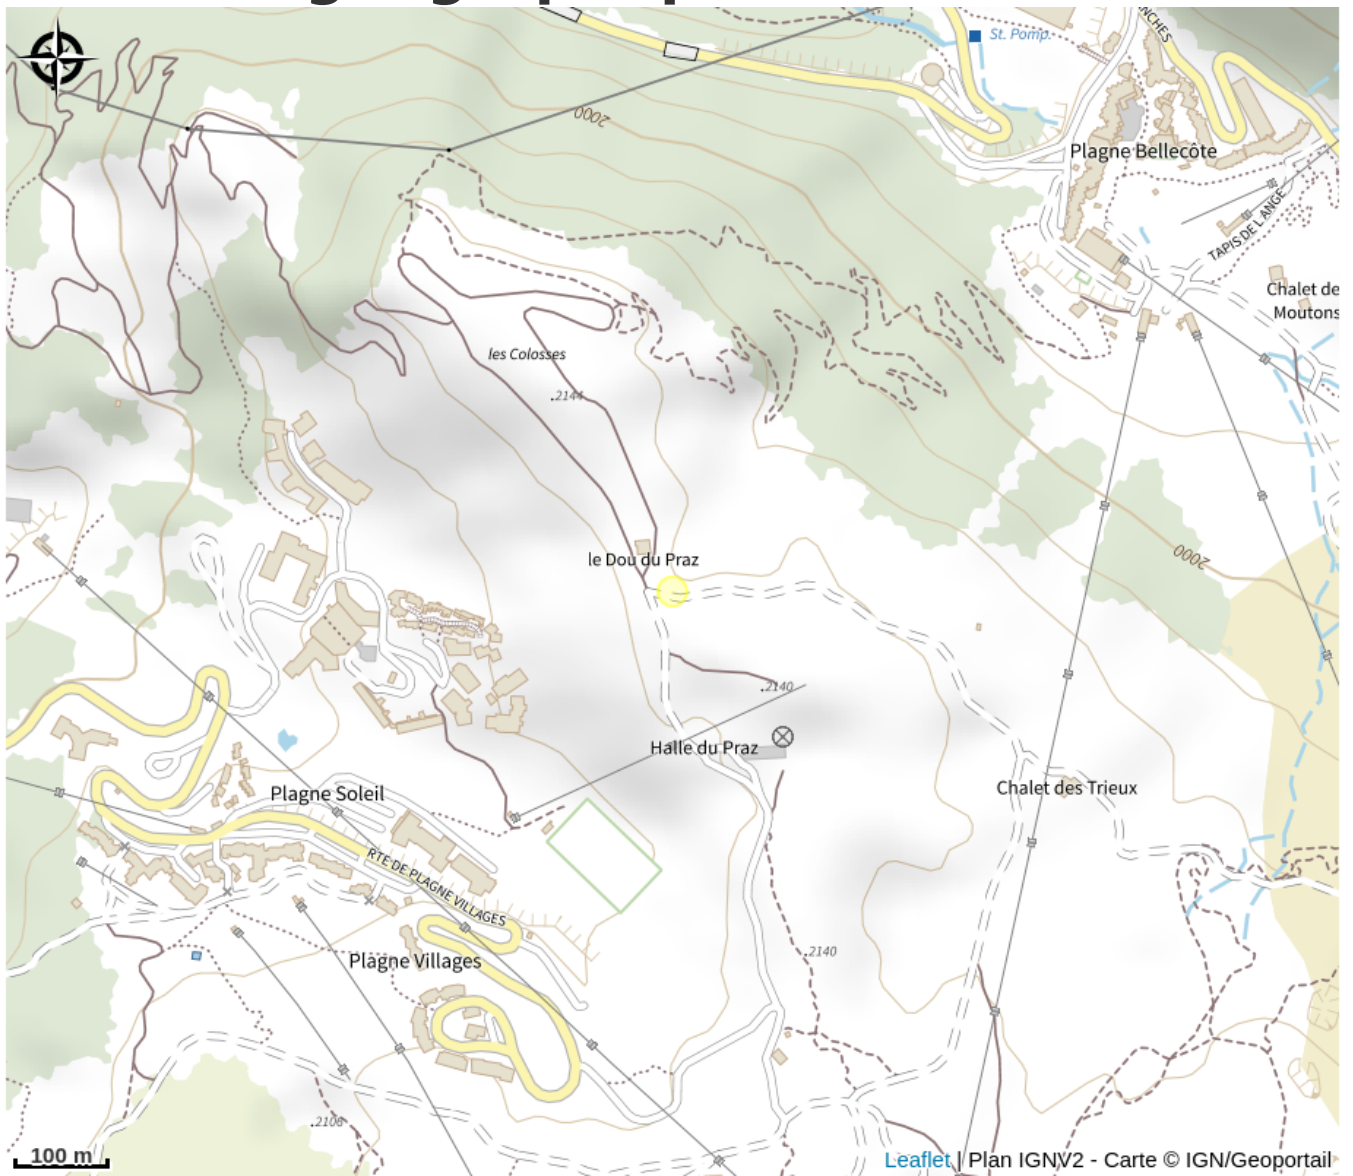 St. Pomp.
NCHES
2000
Plagne Bellecôte
TAPIS DE L'ANGE
Chalet de
Moutons
les Colosses
.2144
le Dou du Praz
2000
.2140
Halle du Praz
Chalet des Trieux
Plagne Soleil
RTE DE PLAGNE VILLAGES
Plagne Villages
.2140
.2106
100 m
Leaflet | Plan IGNV2 - Carte © IGN/Geoportail